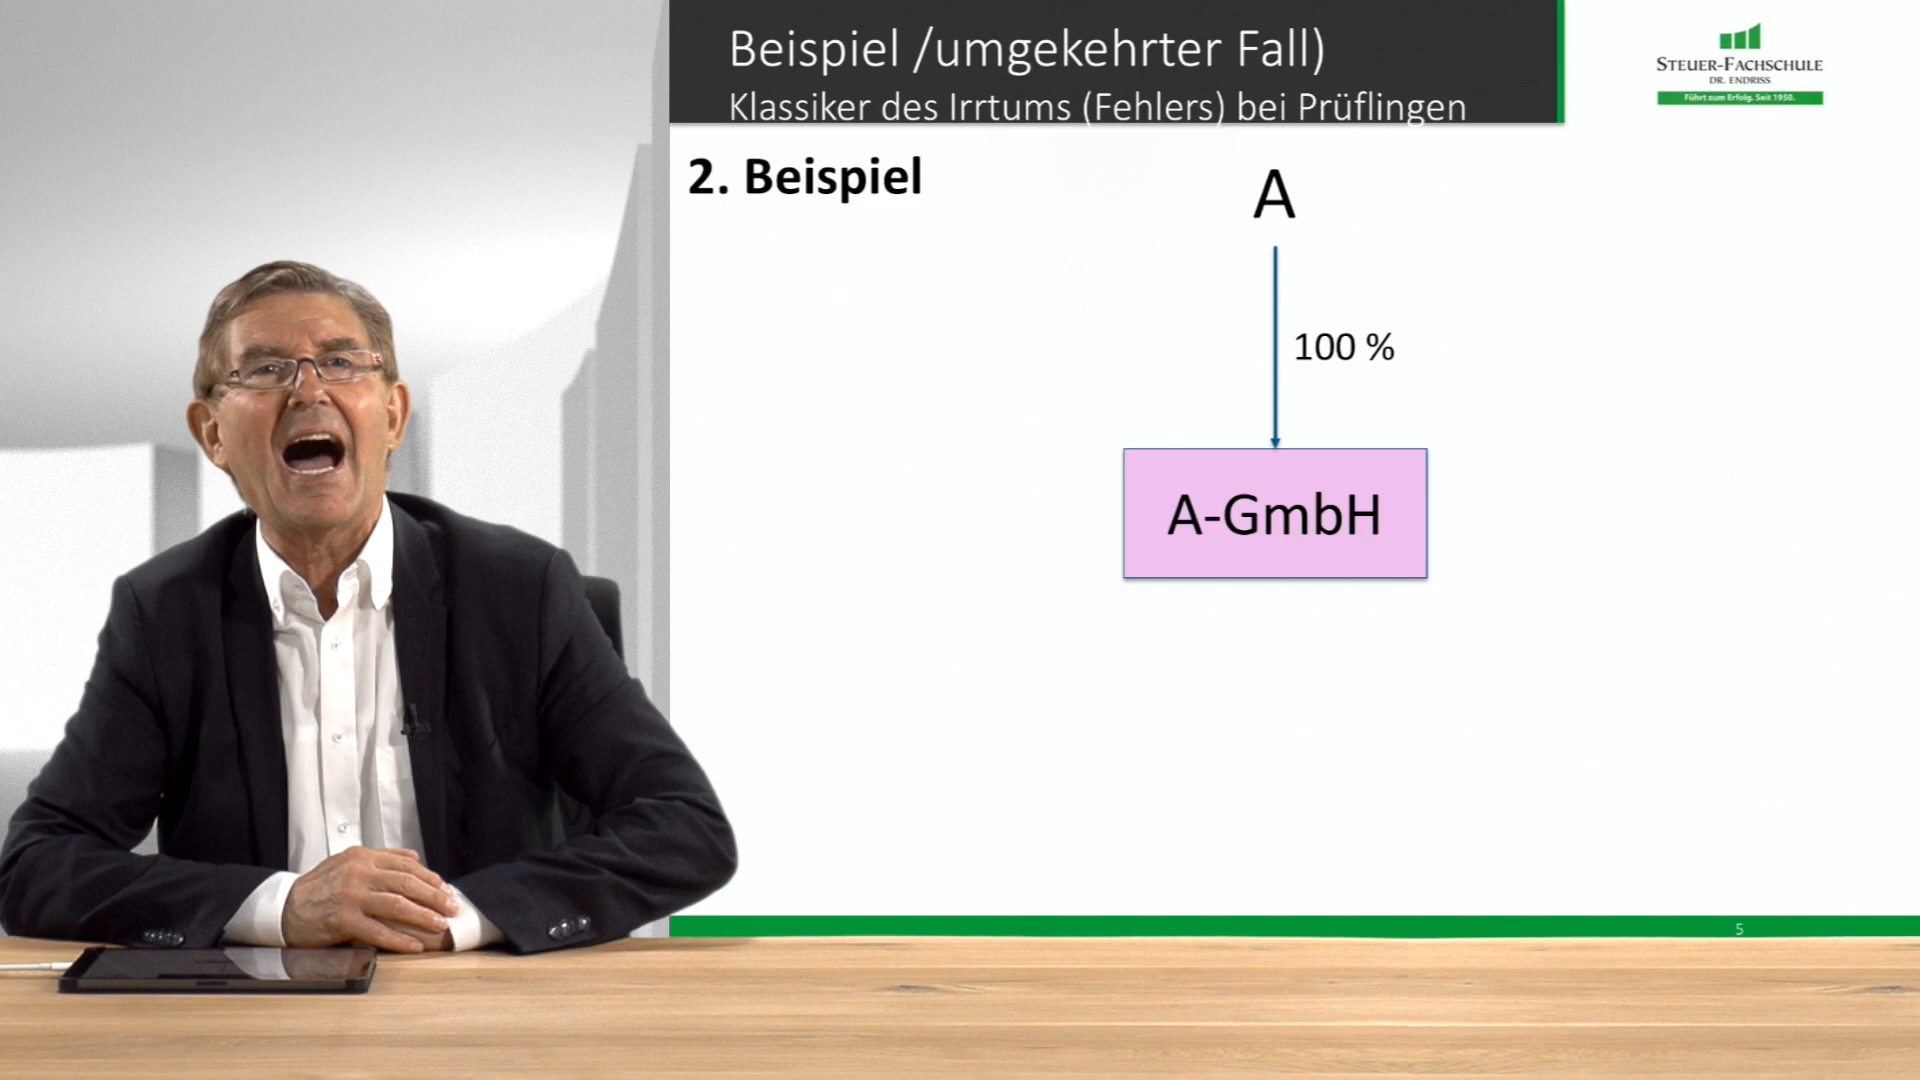 Beispiel /umgekehrter Fall)
Klassiker des Irrtums (Fehlers) bei Prüflingen
STEUER-FACHSCHULE
DR. ENDRISS
Führt zum Erfolg. Seit 1950.
2. Beispiel
A
100 %
A-GmbH
5